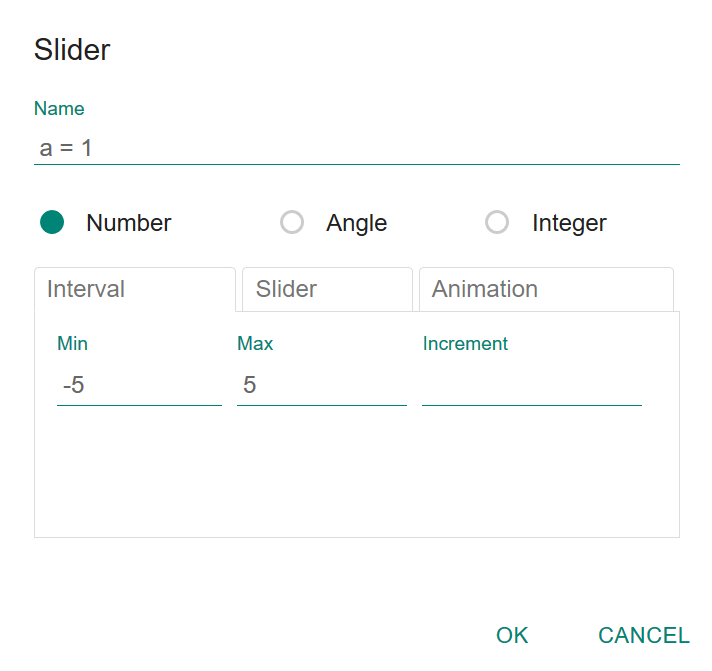 Slider
Name
a = 1
Number Angle Integer
Interval Slider Animation
Min Max Increment
-5 5
OK CANCEL